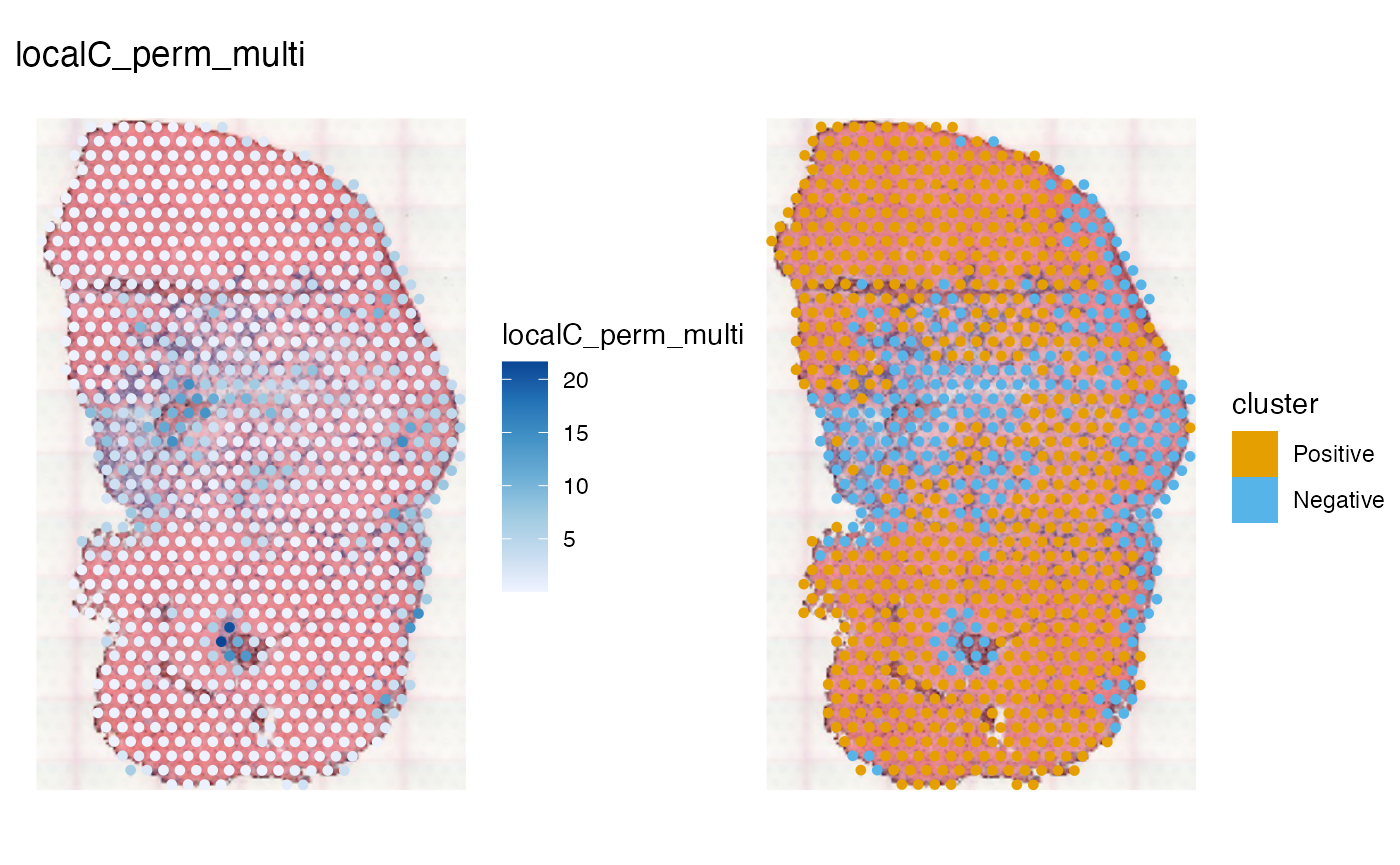 localC_perm_multi
localC_perm_multi
20
15
10
5
cluster
Positive
Negative